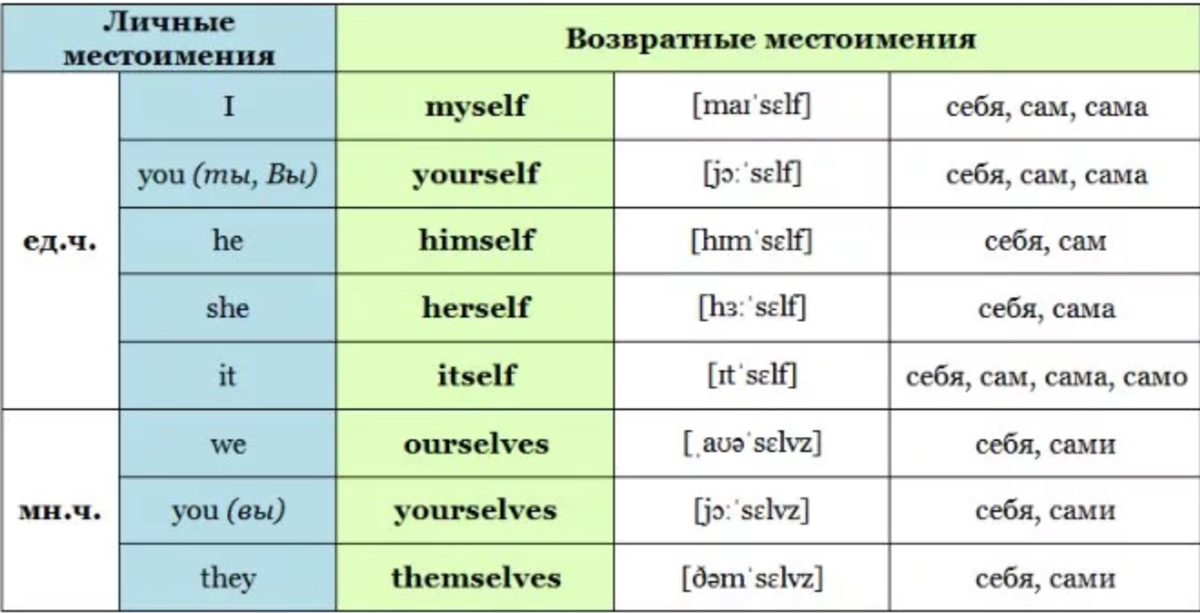 Личные
местоимения
Возвратные местоимения
ед.ч.
I myself [maɪˈsɛlf] себя, сам, сама
you (ты, Вы) yourself [jɔːˈsɛlf] себя, сам, сама
he himself [hɪmˈsɛlf] себя, сам
she herself [hɜːˈsɛlf] себя, сама
it itself [ɪtˈsɛlf] себя, сам, сама, само
мн.ч.
we ourselves [ˌaʊəˈsɛlvz] себя, сами
you (вы) yourselves [jɔːˈsɛlvz] себя, сами
they themselves [ðəmˈsɛlvz] себя, сами